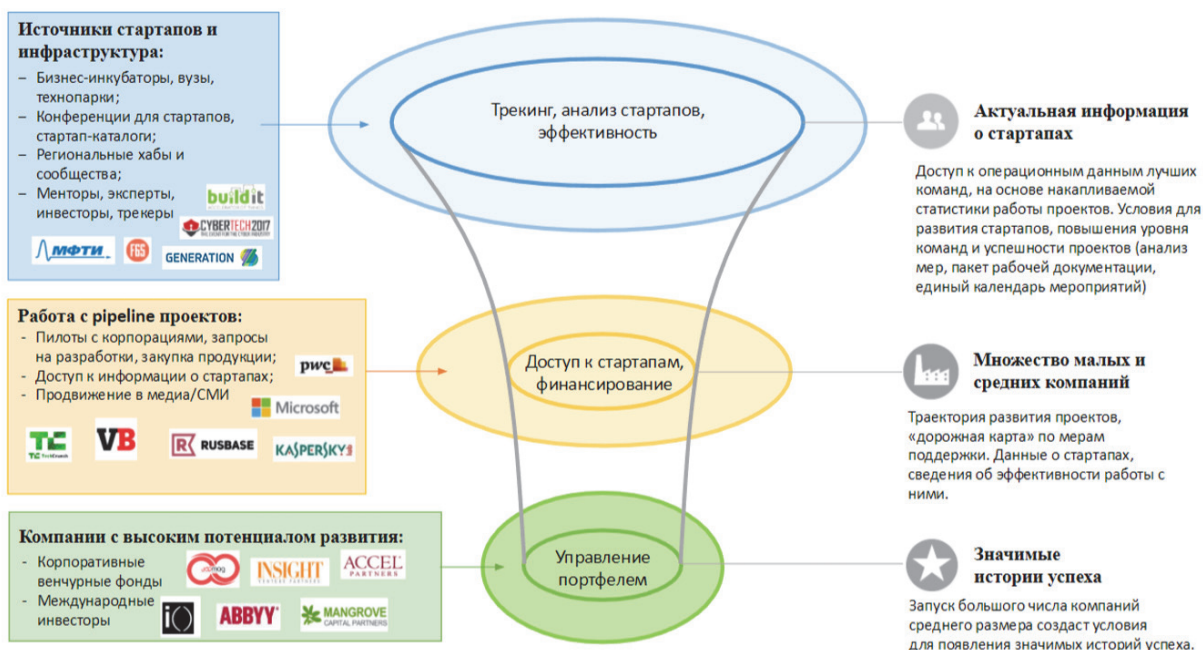 Источники стартапов и
инфраструктура:
– Бизнес-инкубаторы, вузы,
технопарки;
– Конференции для стартапов,
стартап-каталоги;
– Региональные хабы и
сообщества;
– Менторы, эксперты,
инвесторы, трекеры
buildit
CYBERTECH 2017
МФТИ
F6S
GENERATION S
Трекинг, анализ стартапов,
эффективность
Актуальная информация
о стартапах
Доступ к операционным данным лучших
команд, на основе накапливаемой
статистики работы проектов. Условия для
развития стартапов, повышения уровня
команд и успешности проектов (анализ
мер, пакет рабочей документации,
единый календарь мероприятий)
Работа с pipeline проектов:
- Пилоты с корпорациями, запросы
на разработки, закупка продукции;
- Доступ к информации о стартапах;
- Продвижение в медиа/СМИ
pwc
Microsoft
TC
TechCrunch
VB
RUSBASE
KASPERSKY
Доступ к стартапам,
финансирование
Множество малых и
средних компаний
Траектория развития проектов,
«дорожная карта» по мерам
поддержки. Данные о стартапах,
сведения об эффективности работы с
ними.
Компании с высоким потенциалом развития:
- Корпоративные
венчурные фонды
- Международные
инвесторы
INSIGHT
VENTURE PARTNERS
ACCEL
PARTNERS
ABBYY
MANGROVE
CAPITAL PARTNERS
Управление
портфелем
Значимые
истории успеха
Запуск большого числа компаний
среднего размера создаст условия
для появления значимых историй успеха.